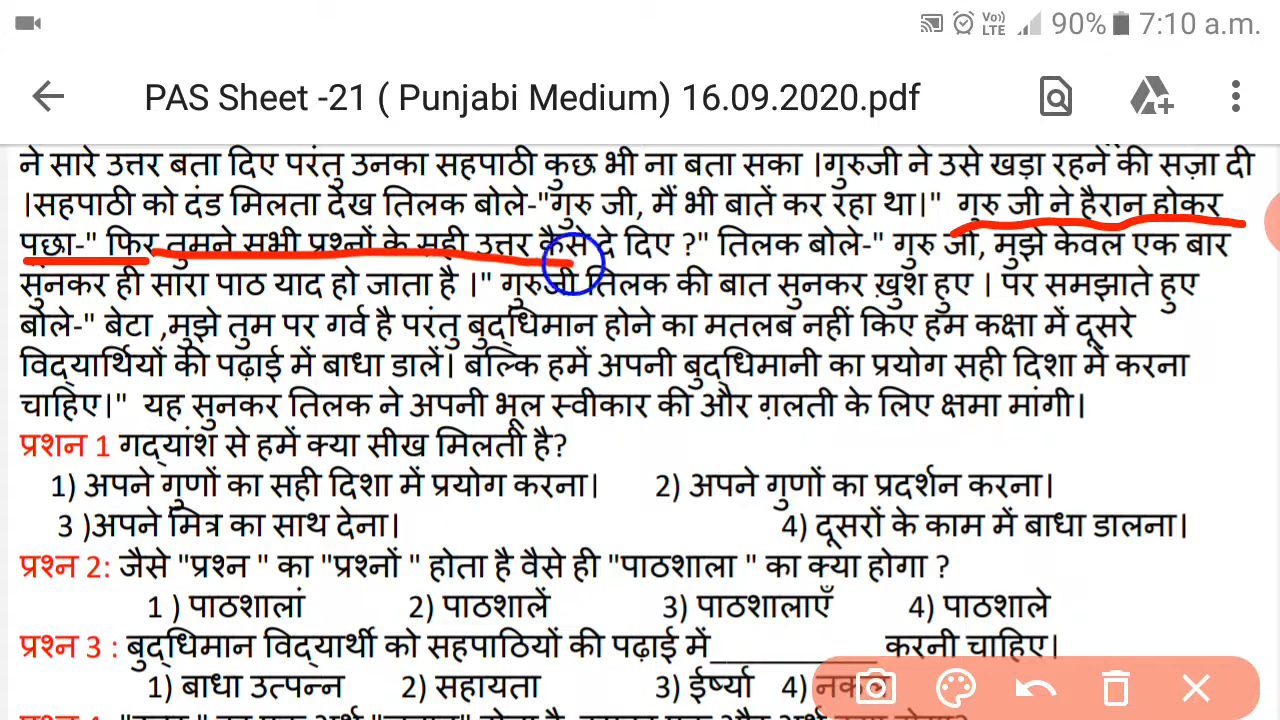 Vo)
LTE 90% 7:10 a.m.
PAS Sheet -21 ( Punjabi Medium) 16.09.2020.pdf
ने सारे उत्तर बता दिए परंतु उनका सहपाठी कुछ भी ना बता सका ।गुरुजी ने उसे खड़ा रहने की सज़ा दी
।सहपाठी को दंड मिलता देख तिलक बोले-"गुरु जी, मैं भी बातें कर रहा था।" गुरु जी ने हैरान होकर
पूछा-" फिर तुमने सभी प्रश्नों के सही उत्तर कैसे दे दिए ?" तिलक बोले-" गुरु जी, मुझे केवल एक बार
सुनकर ही सारा पाठ याद हो जाता है ।" गुरुजी तिलक की बात सुनकर ख़ुश हुए । पर समझाते हुए
बोले-" बेटा ,मुझे तुम पर गर्व है परंतु बुद्धिमान होने का मतलब नहीं किए हम कक्षा में दूसरे
विद्यार्थियों की पढ़ाई में बाधा डालें। बल्कि हमें अपनी बुद्धिमानी का प्रयोग सही दिशा में करना
चाहिए।" यह सुनकर तिलक ने अपनी भूल स्वीकार की और ग़लती के लिए क्षमा मांगी।
प्रशन 1 गद्यांश से हमें क्या सीख मिलती है?
1) अपने गुणों का सही दिशा में प्रयोग करना। 2) अपने गुणों का प्रदर्शन करना।
3 )अपने मित्र का साथ देना। 4) दूसरों के काम में बाधा डालना।
प्रश्न 2: जैसे "प्रश्न " का "प्रश्नों " होता है वैसे ही "पाठशाला " का क्या होगा ?
1 ) पाठशालां 2) पाठशालें 3) पाठशालाएँ 4) पाठशाले
प्रश्न 3 : बुद्धिमान विद्यार्थी को सहपाठियों की पढ़ाई में__________ करनी चाहिए।
1) बाधा उत्पन्न 2) सहायता 3) ईर्ष्या 4)